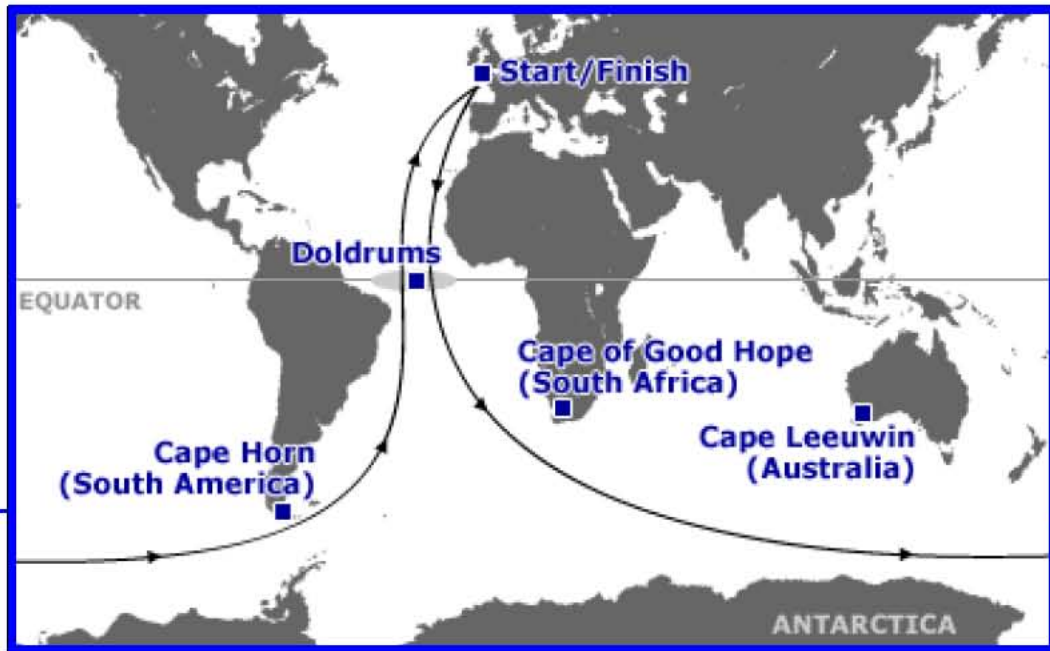 Start/Finish
Doldrums
EQUATOR
Cape of Good Hope
(South Africa)
Cape Horn
(South America)
Cape Leeuwin
(Australia)
ANTARCTICA